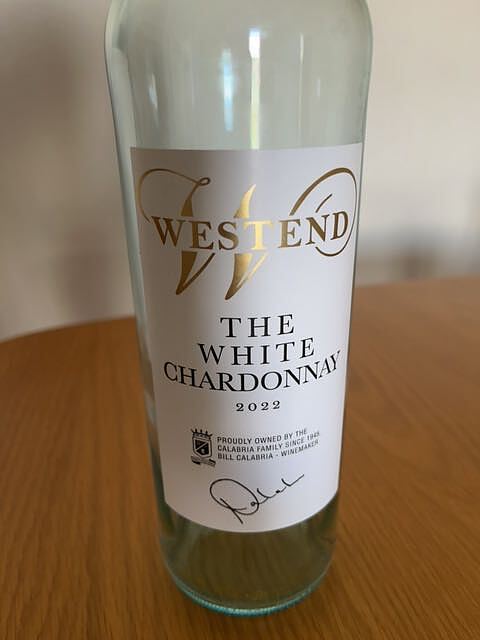 WESTEND
THE
WHITE
CHARDONNAY
2022
PROUDLY OWNED BY THE
CALABRIA FAMILY SINCE 1945
BILL CALABRIA - WINEMAKER